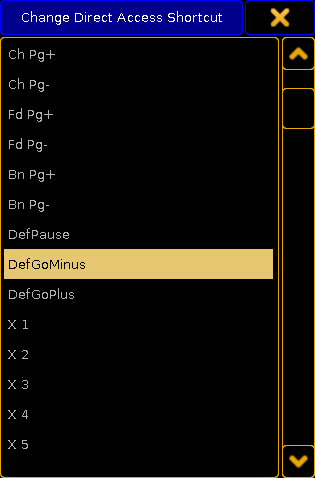 Change Direct Access Shortcut
Ch Pg+
Ch Pg-
Fd Pg+
Fd Pg-
Bn Pg+
Bn Pg-
DefPause
DefGoMinus
DefGoPlus
X 1
X 2
X 3
X 4
X 5